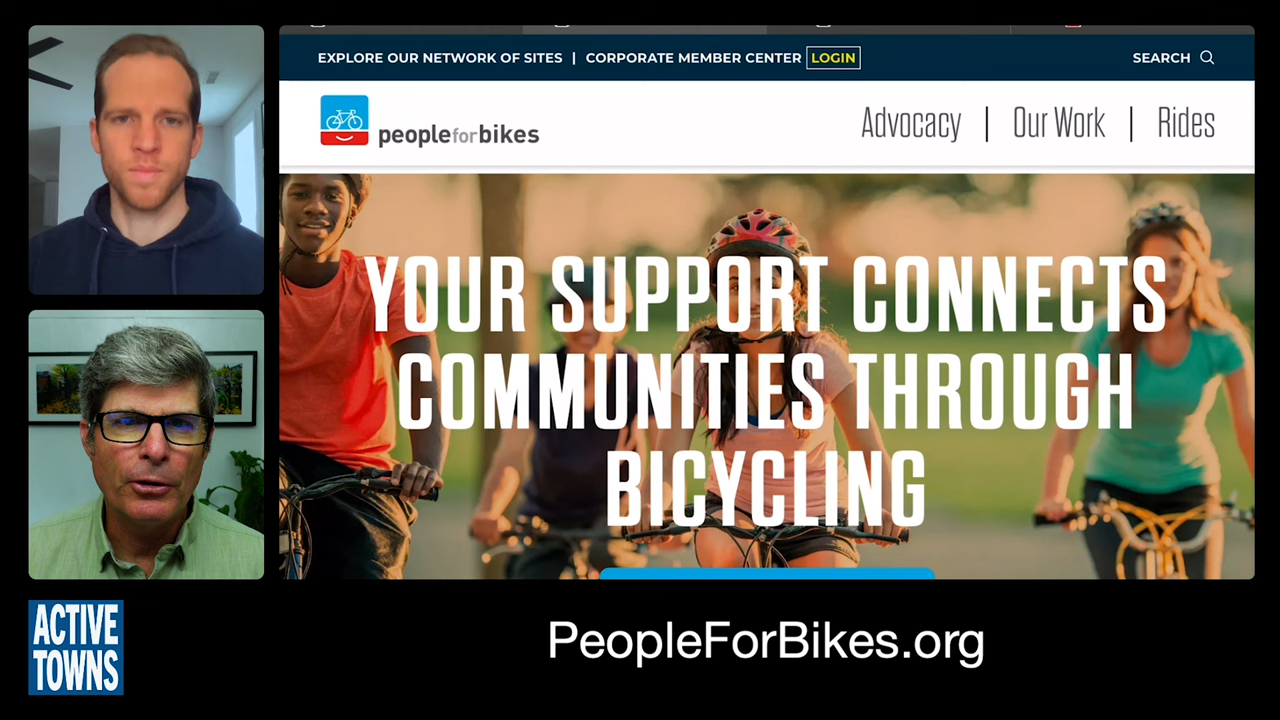 EXPLORE OUR NETWORK OF SITES | CORPORATE MEMBER CENTER LOGIN
SEARCH
peopleforbikes
Advocacy | Our Work | Rides
YOUR SUPPORT CONNECTS
COMMUNITIES THROUGH
BICYCLING
ACTIVE
TOWNS
PeopleForBikes.org